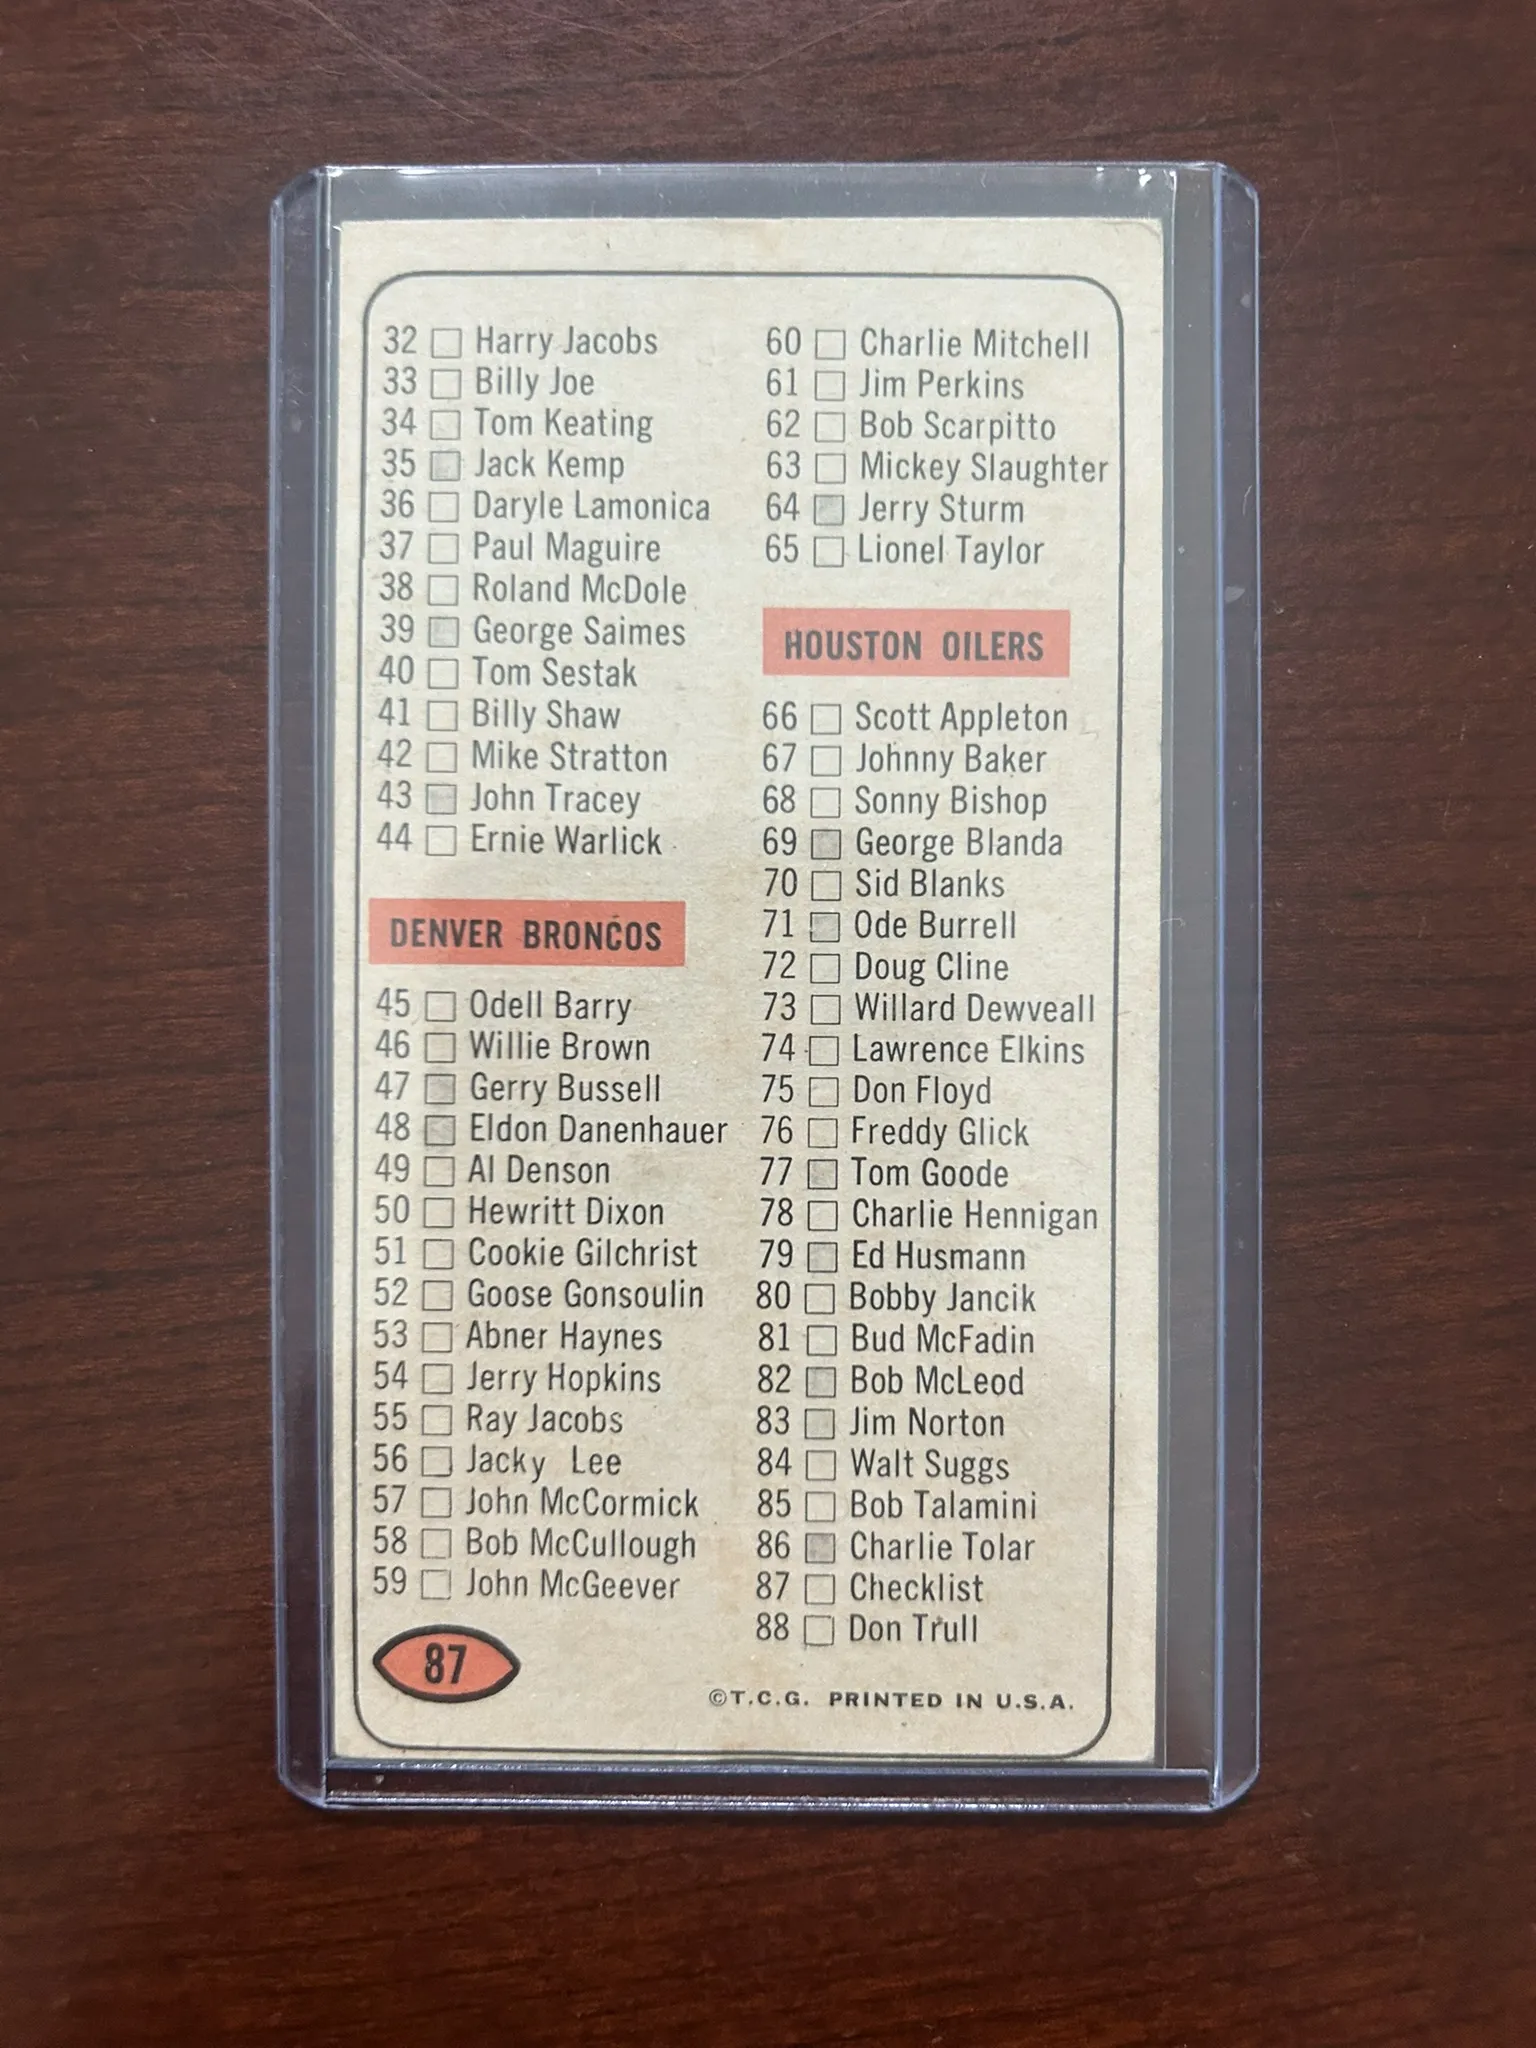 32 Harry Jacobs
33 Billy Joe
34 Tom Keating
35 Jack Kemp
36 Daryle Lamonica
37 Paul Maguire
38 Roland McDole
39 George Saimes
40 Tom Sestak
41 Billy Shaw
42 Mike Stratton
43 John Tracey
44 Ernie Warlick
DENVER BRONCOS
45 Odell Barry
46 Willie Brown
47 Gerry Bussell
48 Eldon Danenhauer
49 Al Denson
50 Hewritt Dixon
51 Cookie Gilchrist
52 Goose Gonsoulin
53 Abner Haynes
54 Jerry Hopkins
55 Ray Jacobs
56 Jacky Lee
57 John McCormick
58 Bob McCullough
59 John McGeever
87
60 Charlie Mitchell
61 Jim Perkins
62 Bob Scarpitto
63 Mickey Slaughter
64 Jerry Sturm
65 Lionel Taylor
HOUSTON OILERS
66 Scott Appleton
67 Johnny Baker
68 Sonny Bishop
69 George Blanda
70 Sid Blanks
71 Ode Burrell
72 Doug Cline
73 Willard Dewveall
74 Lawrence Elkins
75 Don Floyd
76 Freddy Glick
77 Tom Goode
78 Charlie Hennigan
79 Ed Husmann
80 Bobby Jancik
81 Bud McFadin
82 Bob McLeod
83 Jim Norton
84 Walt Suggs
85 Bob Talamini
86 Charlie Tolar
87 Checklist
88 Don Trull
©T.C.G. PRINTED IN U.S.A.